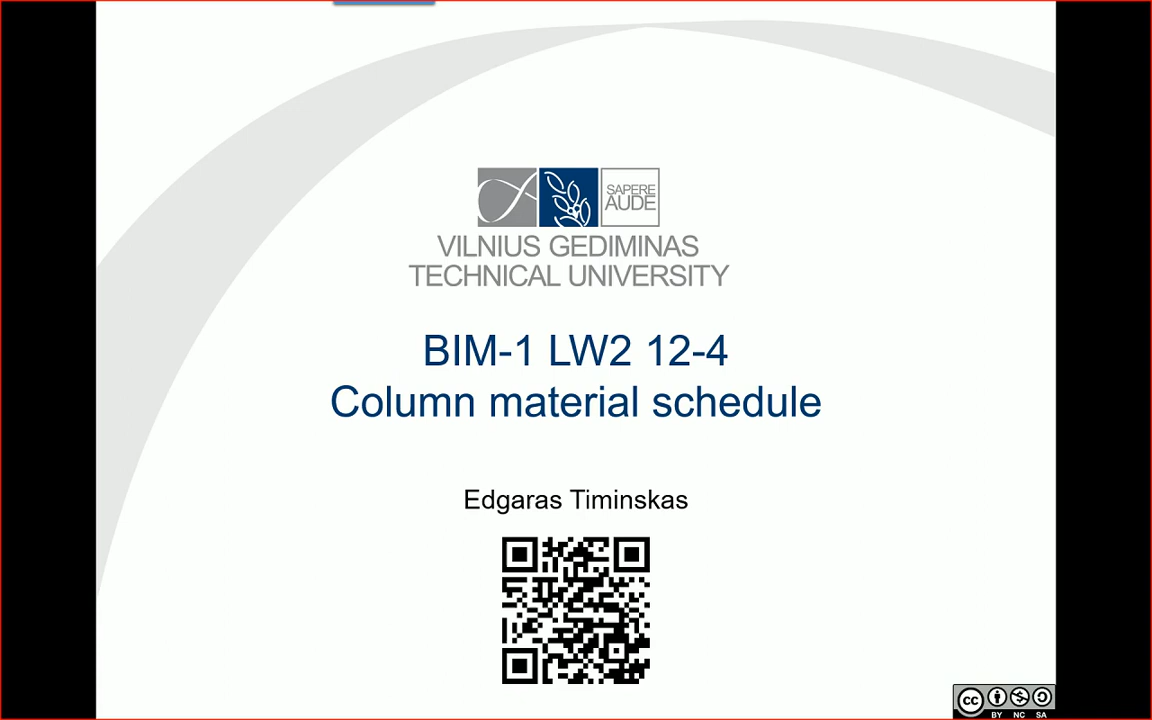 SAPERE
AUDE
VILNIUS GEDIMINAS
TECHNICAL UNIVERSITY
BIM-1 LW2 12-4
Column material schedule
Edgaras Timinskas
cc
BY NC SA